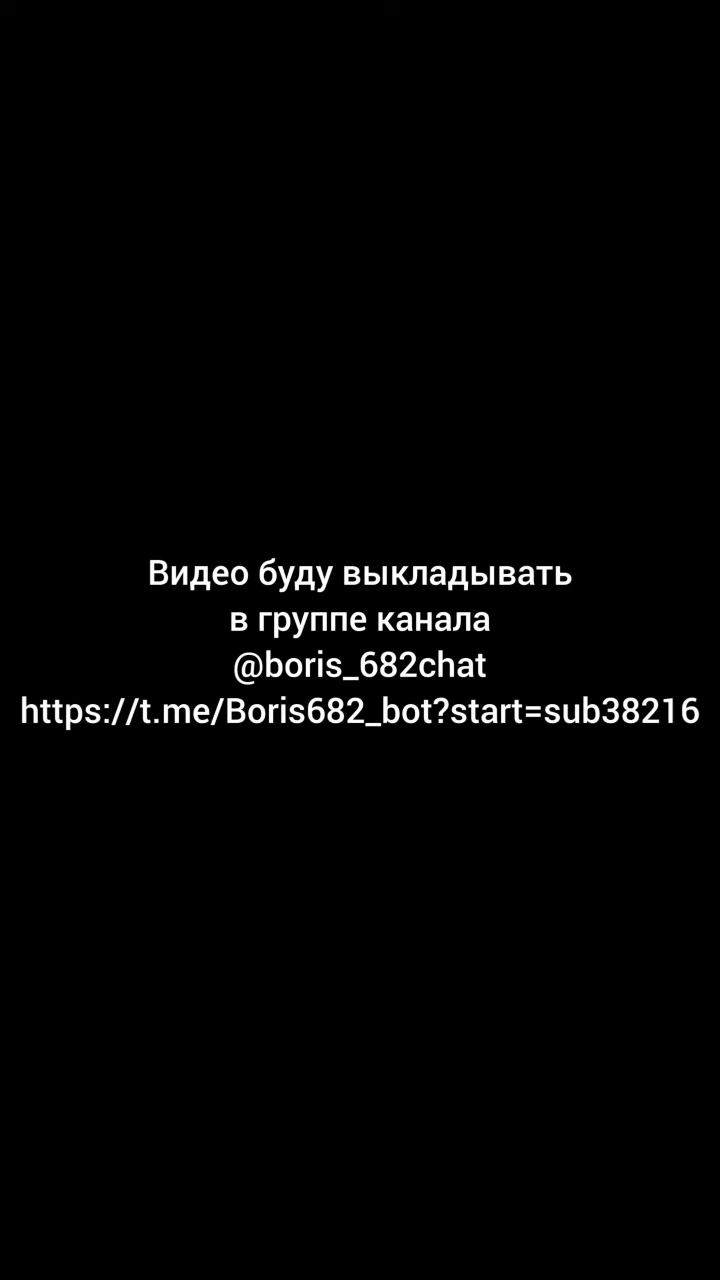 Видео буду выкладывать
в группе канала
@boris_682chat
https://t.me/Boris682_bot?start=sub38216